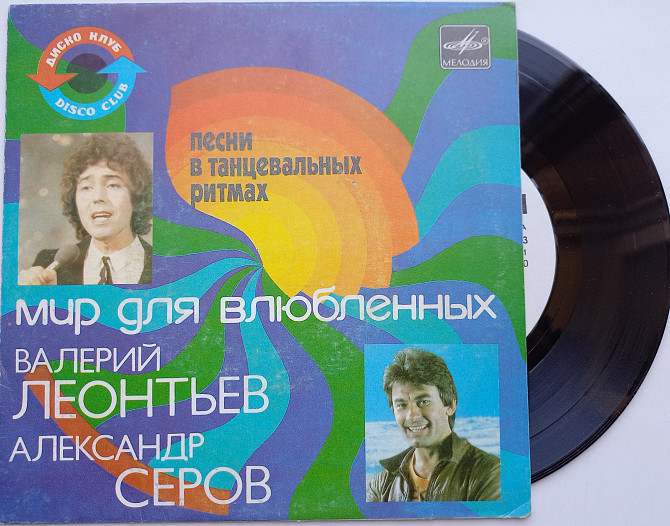 ДИСКО КЛУБ
DISCO CLUB
МЕЛОДИЯ
песни
в танцевальных
ритмах
мир для влюбленных
ВАЛЕРИЙ
ЛЕОНТЬЕВ
АЛЕКСАНДР
СЕРОВ